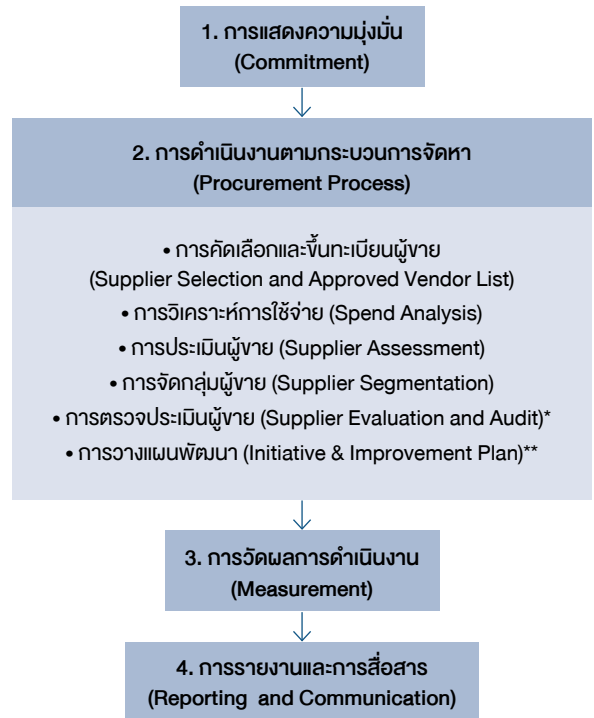 1. การแสดงความมุ่งมั่น
(Commitment)
2. การดำเนินงานตามกระบวนการจัดหา
(Procurement Process)
• การคัดเลือกและขึ้นทะเบียนผู้ขาย
(Supplier Selection and Approved Vendor List)
• การวิเคราะห์การใช้จ่าย (Spend Analysis)
• การประเมินผู้ขาย (Supplier Assessment)
• การจัดกลุ่มผู้ขาย (Supplier Segmentation)
• การตรวจประเมินผู้ขาย (Supplier Evaluation and Audit)*
• การวางแผนพัฒนา (Initiative & Improvement Plan)**
3. การวัดผลการดำเนินงาน
(Measurement)
4. การรายงานและการสื่อสาร
(Reporting and Communication)